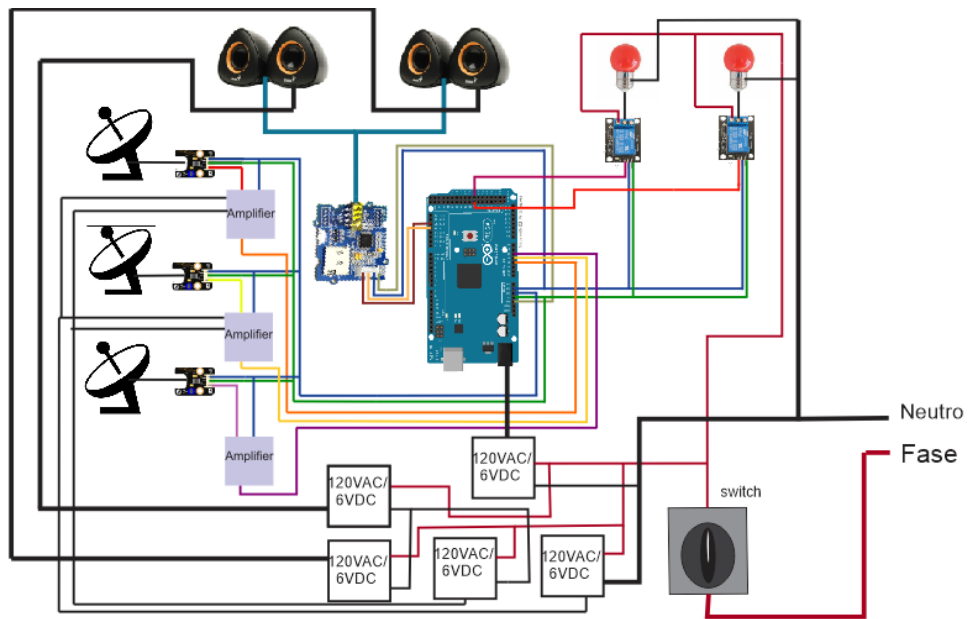 Amplifier
Amplifier
Amplifier
120VAC/
6VDC
120VAC/
6VDC
120VAC/
6VDC
120VAC/
6VDC
120VAC/
6VDC
Neutro
Fase
switch